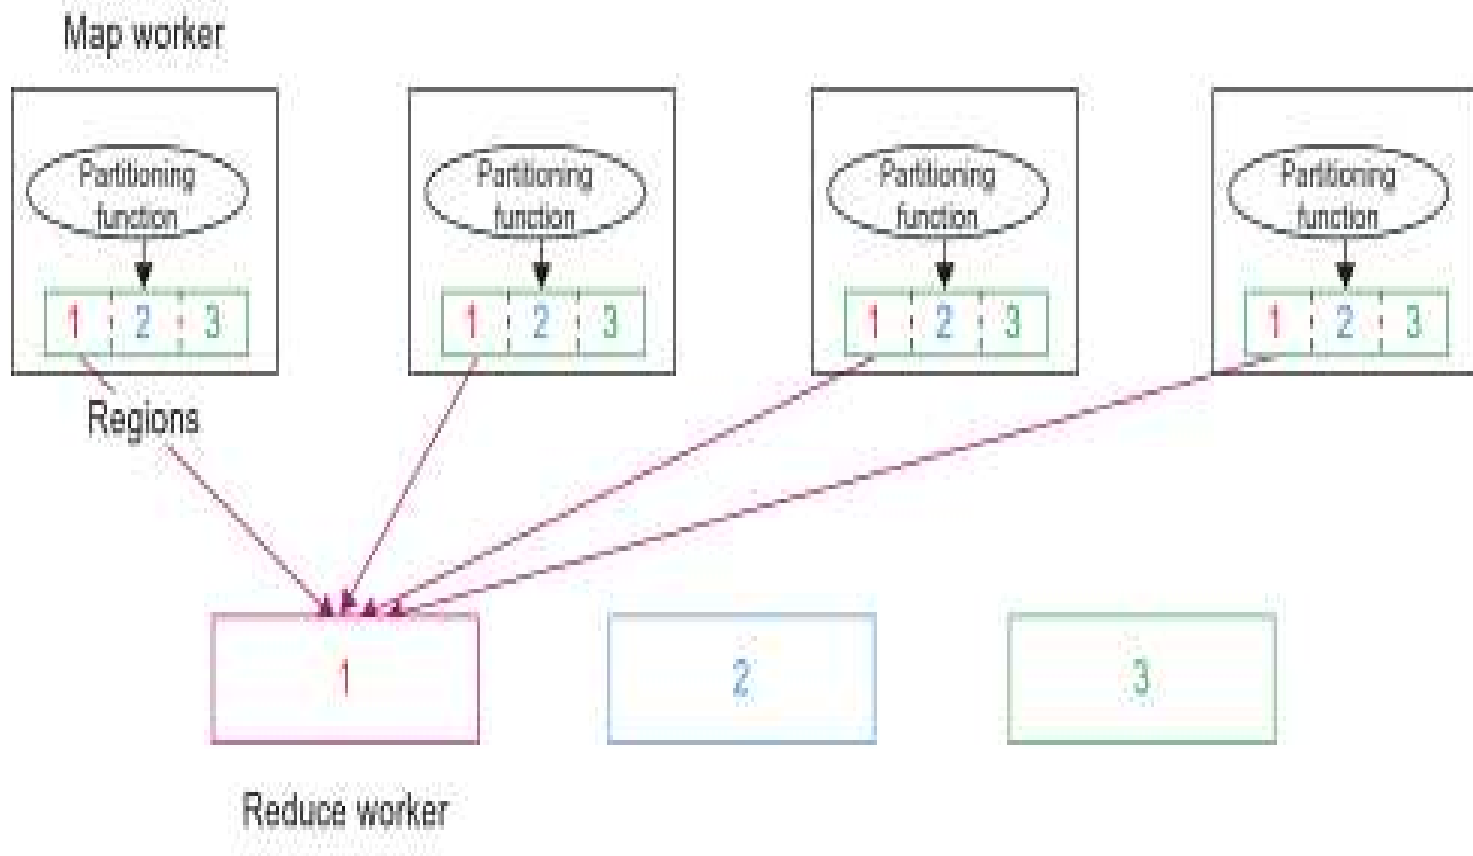 Map worker
Partitioning
function
1 2 3
Partitioning
function
1 2 3
Partitioning
function
1 2 3
Partitioning
function
1 2 3
Regions
1
2
3
Reduce worker